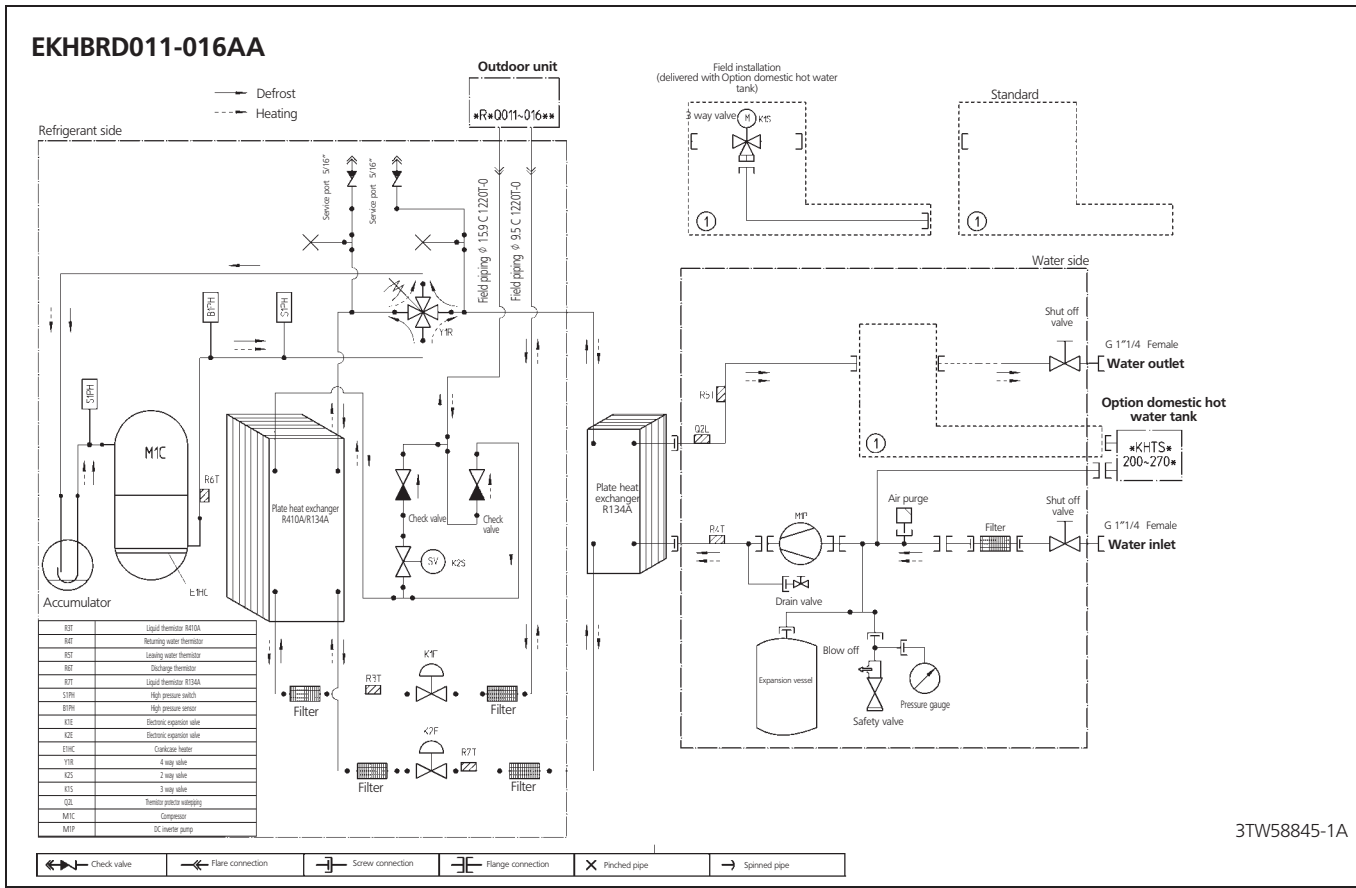 EKHBRD011-016AA
Defrost
Heating
Outdoor unit
*R*Q011~016**
Refrigerant side
Service port 5/16"
Service port 5/16"
Field piping Ø 15.9 C 1220T-0
Field piping Ø 9.5 C 1220T-0
Field installation
(delivered with Option domestic hot water
tank)
3 way valve
M
K1S
1
Standard
1
Water side
B1PH
S1PH
Y1R
S1PH
M1C
R6T
Plate heat exchanger
R410A/R134A
Check valve
Check
valve
SV
K2S
E1HC
Accumulator
Plate heat
exchanger
R134A
R5T
Q2L
1
Shut off
valve
G 1"1/4 Female
Water outlet
Option domestic hot
water tank
*KHTS*
200~270*
R4T
M1P
Air purge
Filter
Shut off
valve
G 1"1/4 Female
Water inlet
Drain valve
Expansion vessel
Blow off
Safety valve
Pressure gauge
Filter
R3T
K1E
Filter
Filter
K2E
R7T
Filter
R3T Liquid thermistor R410A
R4T Returning water thermistor
R5T Leaving water thermistor
R6T Discharge thermistor
R7T Liquid thermistor R134A
S1PH High pressure switch
B1PH High pressure sensor
K1E Electronic expansion valve
K2E Electronic expansion valve
E1HC Crankcase heater
Y1R 4 way valve
K2S 2 way valve
K1S 3 way valve
Q2L Thermistor protector waterpiping
M1C Compressor
M1P DC inverter pump
3TW58845-1A
Check valve
Flare connection
Screw connection
Flange connection
Pinched pipe
Spinned pipe